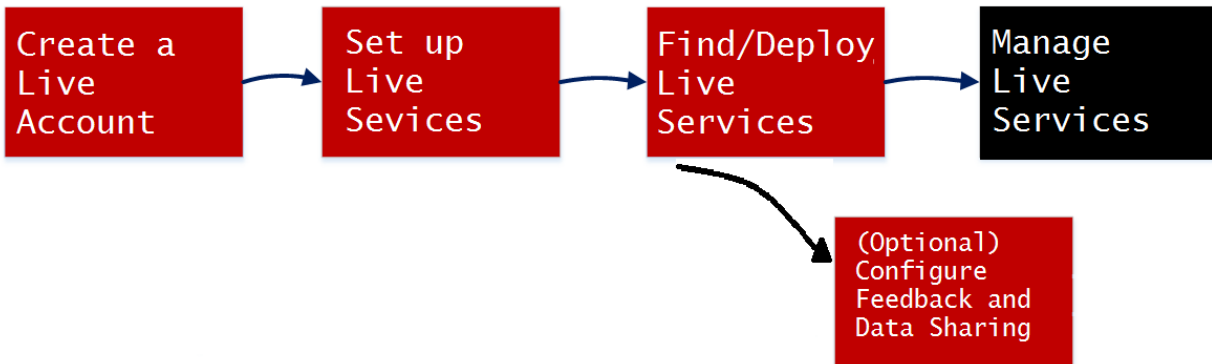 Create a
Live
Account
Set up
Live
Sevices
Find/Deploy
Live
Services
Manage
Live
Services
(Optional)
Configure
Feedback and
Data Sharing